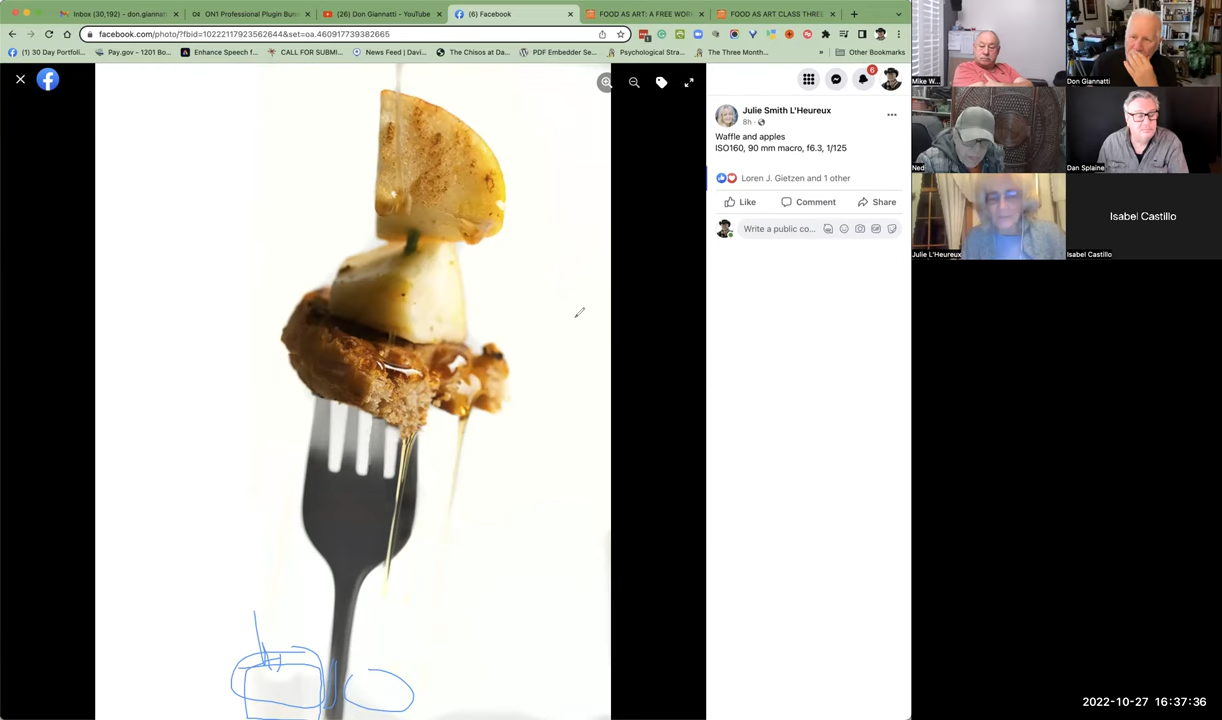 Inbox (30,192) - don.giannatt
ON1 Professional Plugin Bun
(26) Don Giannatti - YouTube
(6) Facebook
FOOD AS ART: A FREE WOR
FOOD AS ART CLASS THREE
facebook.com/photo/?fbid=10222117923562644&set=oa.460917739382665
(1) 30 Day Portfoli...
Pay.gov - 1201 Bo...
Enhance Speech f...
CALL FOR SUBMI...
News Feed | Davi...
The Chisos at Da...
PDF Embedder Se...
Psychological Stra...
The Three Month...
»
Other Bookmarks
6
Julie Smith L'Heureux
8h ·
Waffle and apples
ISO160, 90 mm macro, f6.3, 1/125
Loren J. Gietzen and 1 other
Like
Comment
Share
Write a public co...
Mike W...
Don Giannatti
Ned
Dan Splaine
Julie L'Heureux
Isabel Castillo
Isabel Castillo
2022-10-27 16:37:36